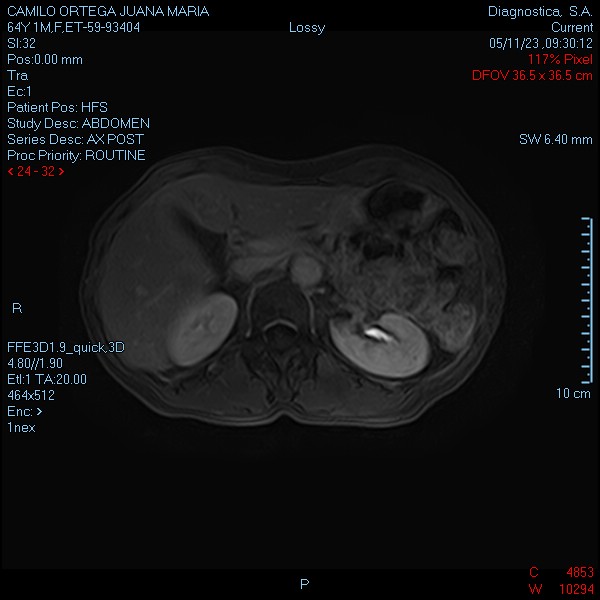 CAMILO ORTEGA JUANA MARIA
64Y 1M,F,ET-59-93404
Sl:32
Pos:0.00 mm
Tra
Ec:1
Patient Pos: HFS
Study Desc: ABDOMEN
Series Desc: AX POST
Proc Priority: ROUTINE
< 24 - 32 >
Lossy
Diagnostica, S.A.
Current
05/11/23 ,09:30:12
117% Pixel
DFOV 36.5 x 36.5 cm
SW 6.40 mm
R
10 cm
FFE3D1.9_quick,3D
4.80//1.90
Etl:1 TA:20.00
464x512
Enc: >
1nex
P
C 4853
W 10294